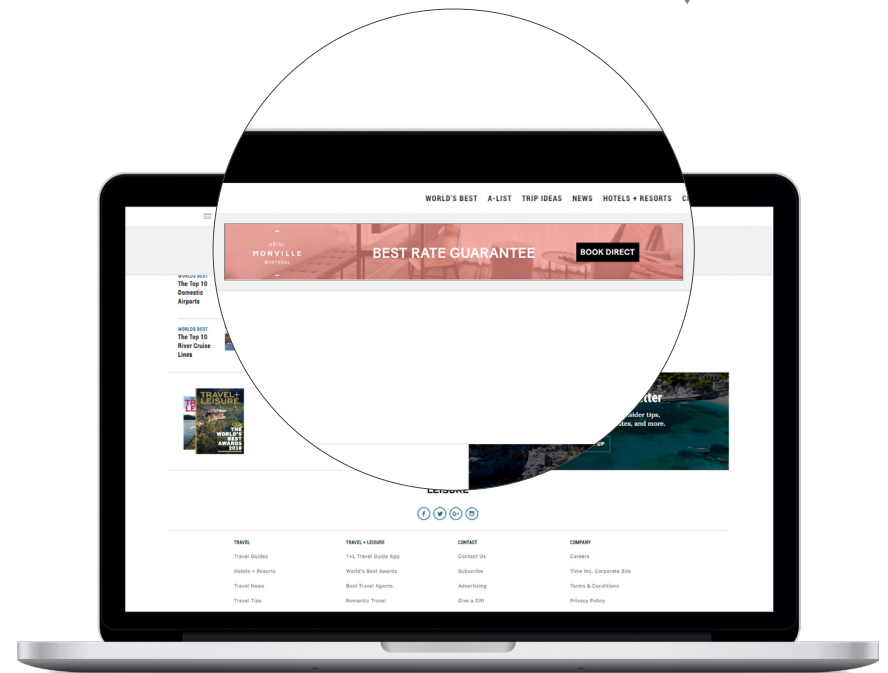 WORLD'S BEST A-LIST TRIP IDEAS NEWS HOTELS + RESORTS
HÔTEL
MONVILLE
MONTRÉAL
BEST RATE GUARANTEE
BOOK DIRECT
WORLDS BEST
The Top 10
Domestic
Airports
WORLDS BEST
The Top 10
River Cruise
Lines
TRAVEL+
LEISURE
THE
WORLD'S
BEST
AWARDS
2018
sider tips,
and more.
UP
LEISURE
TRAVEL
Travel Guides
Hotels + Resorts
Travel News
Travel Tips
TRAVEL + LEISURE
T+L Travel Guide App
World's Best Awards
Best Travel Agents
Romantic Travel
CONTACT
Contact Us
Subscribe
Advertising
Give a Gift
COMPANY
Careers
Time Inc. Corporate Site
Terms & Conditions
Privacy Policy